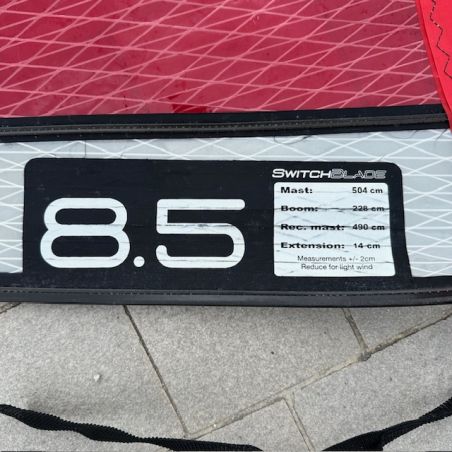 8.5
SWITCHBLADE
Mast: 504 cm
Boom: 228 cm
Rec. mast: 490 cm
Extension: 14 cm
Measurements +/- 2cm
Reduce for light wind